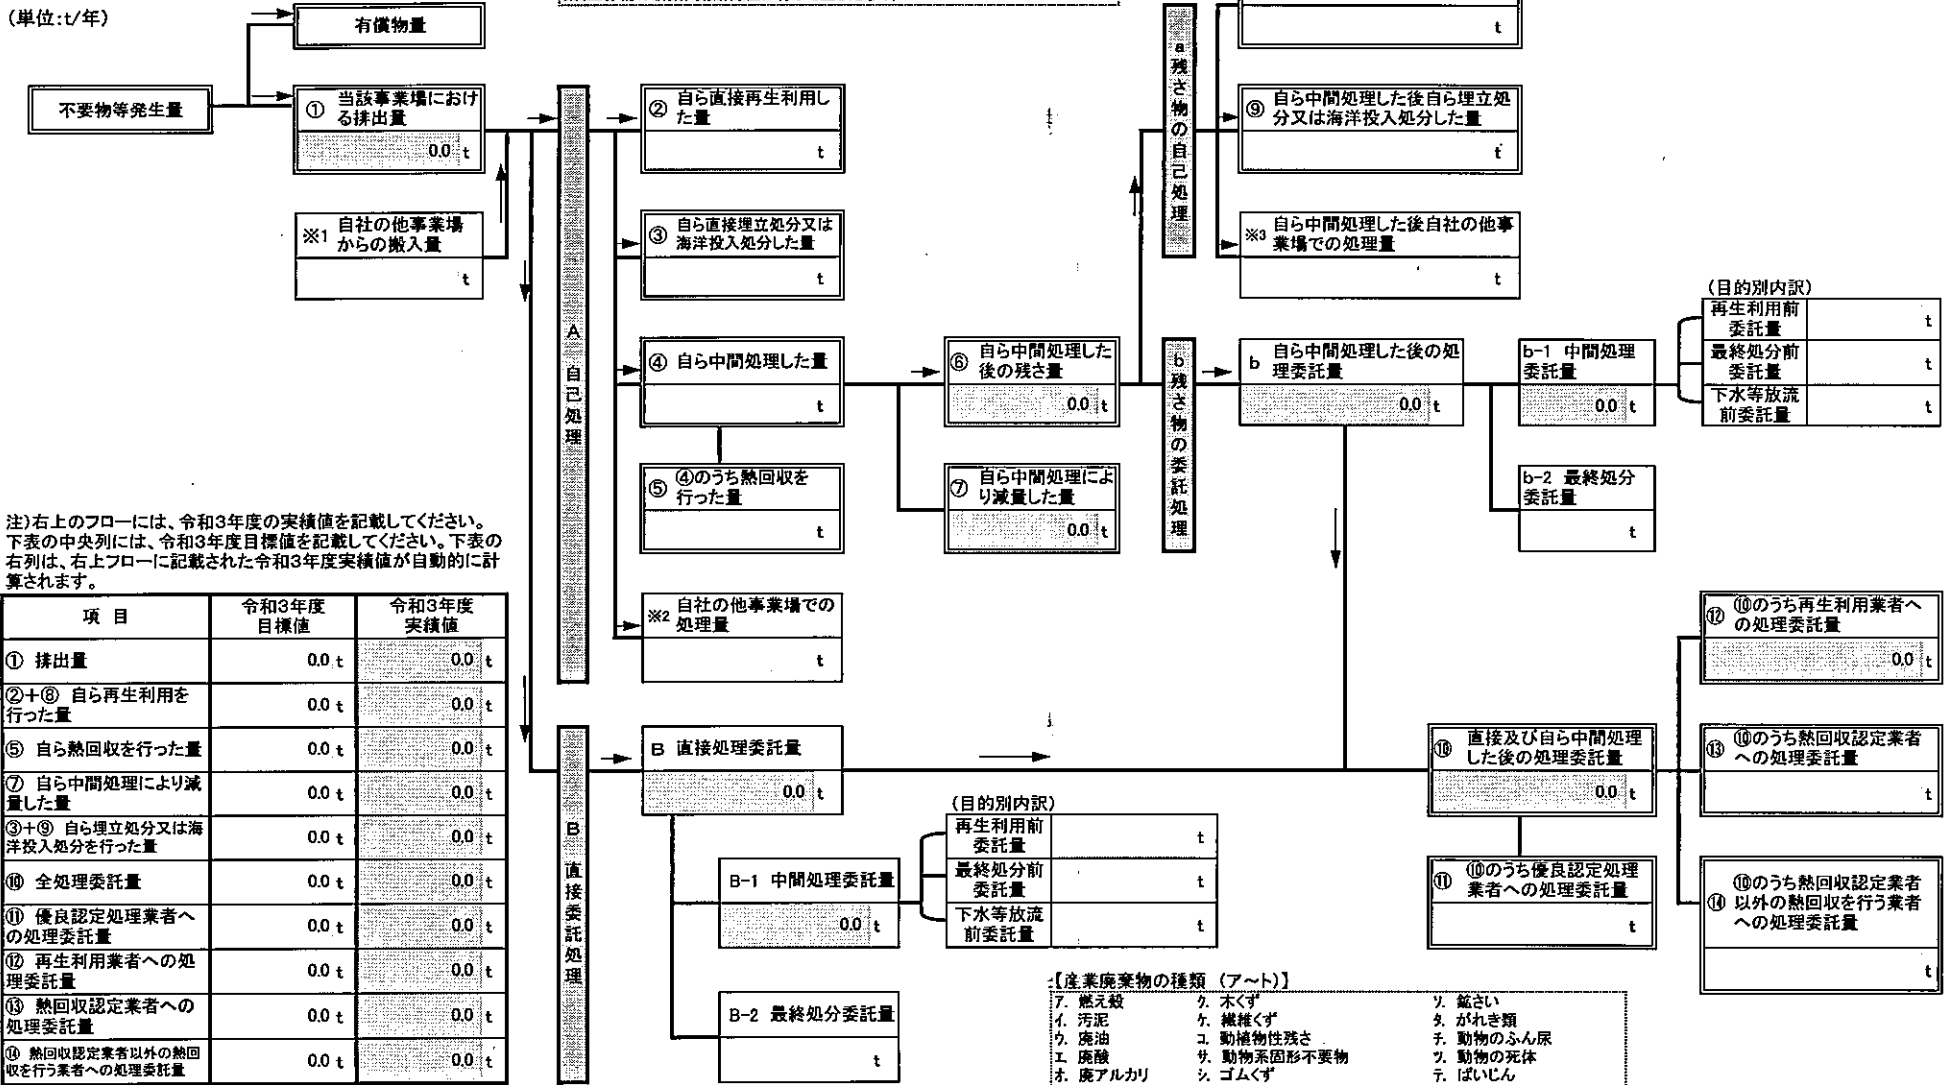 (単位:t/年)
有償物量
不要物等発生量
① 当該事業場におけ
る排出量
0.0 t
※1 自社の他事業場
からの搬入量
t
A 自己処理
② 自ら直接再生利用し
た量
t
③ 自ら直接埋立処分又は
海洋投入処分した量
t
④ 自ら中間処理した量
t
⑤ ④のうち熱回収を
行った量
t
※2 自社の他事業場での
処理量
t
⑥ 自ら中間処理した
後の残さ量
0.0 t
⑦ 自ら中間処理によ
り減量した量
0.0 t
a 残さ物の自己処理
t
⑨ 自ら中間処理した後自ら埋立処
分又は海洋投入処分した量
t
※3 自ら中間処理した後自社の他事
業場での処理量
t
b 残さ物の委託処理
b 自ら中間処理した後の処
理委託量
0.0 t
b-1 中間処理
委託量
0.0 t
b-2 最終処分
委託量
t
(目的別内訳)
再生利用前
委託量 t
最終処分前
委託量 t
下水等放流
前委託量 t
注)右上のフローには、令和3年度の実績値を記載してください。
下表の中央列には、令和3年度目標値を記載してください。下表の
右列は、右上フローに記載された令和3年度実績値が自動的に計
算されます。
項 目 令和3年度 令和3年度
目標値 実績値
① 排出量 0.0 t 0.0 t
②+⑧ 自ら再生利用を
行った量 0.0 t 0.0 t
⑤ 自ら熱回収を行った量 0.0 t 0.0 t
⑦ 自ら中間処理により減
量した量 0.0 t 0.0 t
③+⑨ 自ら埋立処分又は海
洋投入処分を行った量 0.0 t 0.0 t
⑩ 全処理委託量 0.0 t 0.0 t
⑪ 優良認定処理業者へ
の処理委託量 0.0 t 0.0 t
⑫ 再生利用業者への処
理委託量 0.0 t 0.0 t
⑬ 熱回収認定業者への
処理委託量 0.0 t 0.0 t
⑭ 熱回収認定業者以外の熱回
収を行う業者への処理委託量 0.0 t 0.0 t
B 直接委託処理
B 直接処理委託量
0.0 t
B-1 中間処理委託量
0.0 t
B-2 最終処分委託量
t
(目的別内訳)
再生利用前
委託量 t
最終処分前
委託量 t
下水等放流
前委託量 t
⑩ 直接及び自ら中間処理
した後の処理委託量
0.0 t
⑪ ⑩のうち優良認定処理
業者への処理委託量
t
⑫ ⑩のうち再生利用業者へ
の処理委託量
0.0 t
⑬ ⑩のうち熱回収認定業者
への処理委託量
t
⑭ ⑩のうち熱回収認定業者
以外の熱回収を行う業者
への処理委託量
t
【産業廃棄物の種類 (ア~ト)】
ア. 燃え殻 ク. 木くず ソ. 鉱さい
イ. 汚泥 ケ. 繊維くず タ. がれき類
ウ. 廃油 コ. 動植物性残さ チ. 動物のふん尿
エ. 廃酸 サ. 動物系固形不要物 ツ. 動物の死体
オ. 廃アルカリ シ. ゴムくず テ. ばいじん